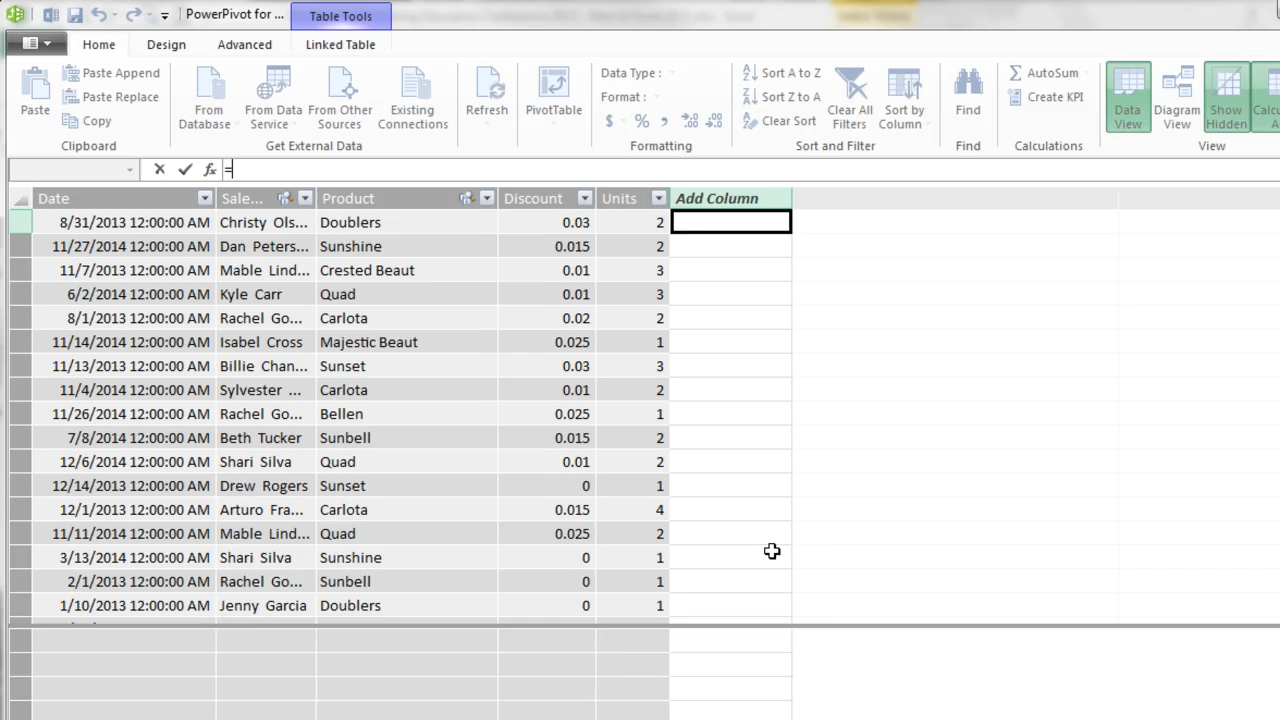 PowerPivot for ...
Table Tools
Home
Design
Advanced
Linked Table
Paste
Paste Append
Paste Replace
Copy
Clipboard
From Database
From Data Service
From Other Sources
Existing Connections
Get External Data
Refresh
PivotTable
Data Type :
Format :
$ % ,
Formatting
Sort A to Z
Sort Z to A
Clear Sort
Clear All Filters
Sort by Column
Sort and Filter
Find
Find
AutoSum
Create KPI
Calculations
Data View
Diagram View
Show Hidden
View
fx =
Date Sale... Product Discount Units Add Column
8/31/2013 12:00:00 AM Christy Ols... Doublers 0.03 2
11/27/2014 12:00:00 AM Dan Peters... Sunshine 0.015 2
11/7/2013 12:00:00 AM Mable Lind... Crested Beaut 0.01 3
6/2/2014 12:00:00 AM Kyle Carr Quad 0.01 3
8/1/2013 12:00:00 AM Rachel Go... Carlota 0.02 2
11/14/2014 12:00:00 AM Isabel Cross Majestic Beaut 0.025 1
11/13/2013 12:00:00 AM Billie Chan... Sunset 0.03 3
11/4/2014 12:00:00 AM Sylvester ... Carlota 0.01 2
11/26/2014 12:00:00 AM Rachel Go... Bellen 0.025 1
7/8/2014 12:00:00 AM Beth Tucker Sunbell 0.015 2
12/6/2014 12:00:00 AM Shari Silva Quad 0.01 2
12/14/2013 12:00:00 AM Drew Rogers Sunset 0 1
12/1/2013 12:00:00 AM Arturo Fra... Carlota 0.015 4
11/11/2014 12:00:00 AM Mable Lind... Quad 0.025 2
3/13/2014 12:00:00 AM Shari Silva Sunshine 0 1
2/1/2013 12:00:00 AM Rachel Go... Sunbell 0 1
1/10/2013 12:00:00 AM Jenny Garcia Doublers 0 1